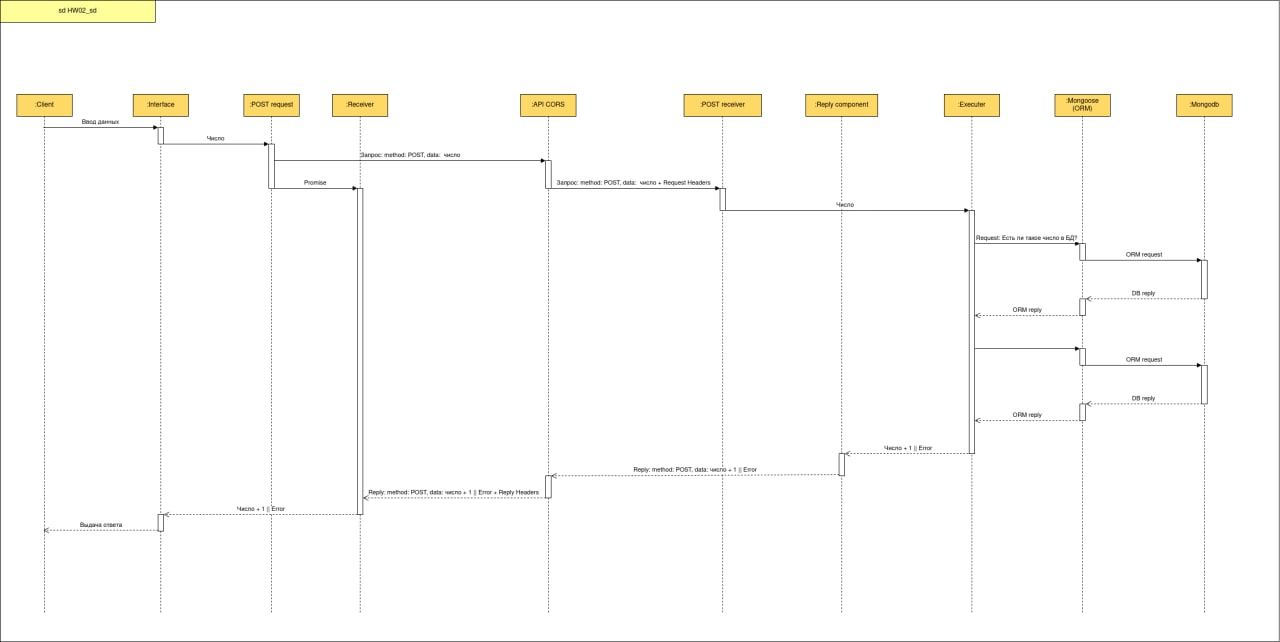 sd HW02_sd
:Client
:Interface
:POST request
:Receiver
:API CORS
:POST receiver
:Reply component
:Executer
:Mongoose
(ORM)
:Mongodb
Ввод данных
Число
Запрос: method: POST, data: число
Promise
Запрос: method: POST, data: число + Request Headers
Число
Request: Есть ли такое число в БД?
ORM request
DB reply
ORM reply
ORM request
DB reply
ORM reply
Число + 1 || Error
Reply: method: POST, data: число + 1 || Error
Reply: method: POST, data: число + 1 || Error + Reply Headers
Число + 1 || Error
Выдача ответа